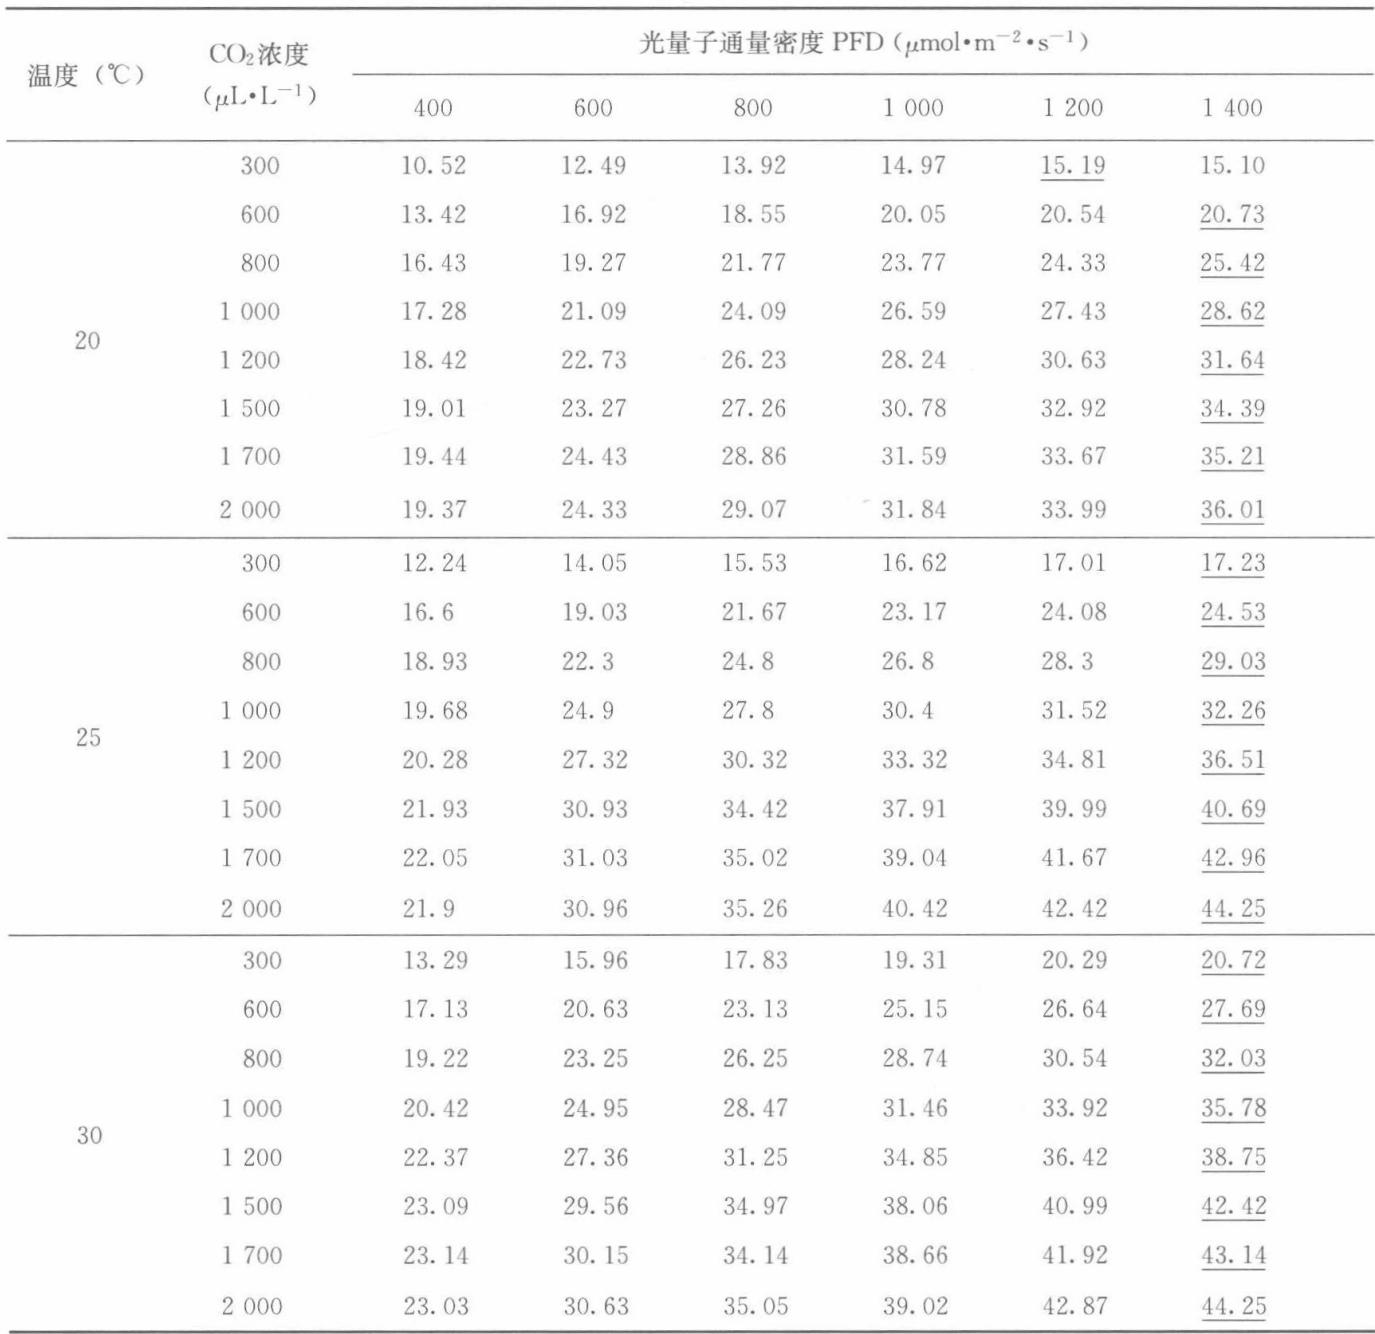 温度（℃） CO₂浓度（μL•L⁻¹） 光量子通量密度 PFD（μmol•m⁻²•s⁻¹）
400 600 800 1 000 1 200 1 400
20
300 10.52 12.49 13.92 14.97 15.19 15.10
600 13.42 16.92 18.55 20.05 20.54 20.73
800 16.43 19.27 21.77 23.77 24.33 25.42
1 000 17.28 21.09 24.09 26.59 27.43 28.62
1 200 18.42 22.73 26.23 28.24 30.63 31.64
1 500 19.01 23.27 27.26 30.78 32.92 34.39
1 700 19.44 24.43 28.86 31.59 33.67 35.21
2 000 19.37 24.33 29.07 31.84 33.99 36.01
25
300 12.24 14.05 15.53 16.62 17.01 17.23
600 16.6 19.03 21.67 23.17 24.08 24.53
800 18.93 22.3 24.8 26.8 28.3 29.03
1 000 19.68 24.9 27.8 30.4 31.52 32.26
1 200 20.28 27.32 30.32 33.32 34.81 36.51
1 500 21.93 30.93 34.42 37.91 39.99 40.69
1 700 22.05 31.03 35.02 39.04 41.67 42.96
2 000 21.9 30.96 35.26 40.42 42.42 44.25
30
300 13.29 15.96 17.83 19.31 20.29 20.72
600 17.13 20.63 23.13 25.15 26.64 27.69
800 19.22 23.25 26.25 28.74 30.54 32.03
1 000 20.42 24.95 28.47 31.46 33.92 35.78
1 200 22.37 27.36 31.25 34.85 36.42 38.75
1 500 23.09 29.56 34.97 38.06 40.99 42.42
1 700 23.14 30.15 34.14 38.66 41.92 43.14
2 000 23.03 30.63 35.05 39.02 42.87 44.25